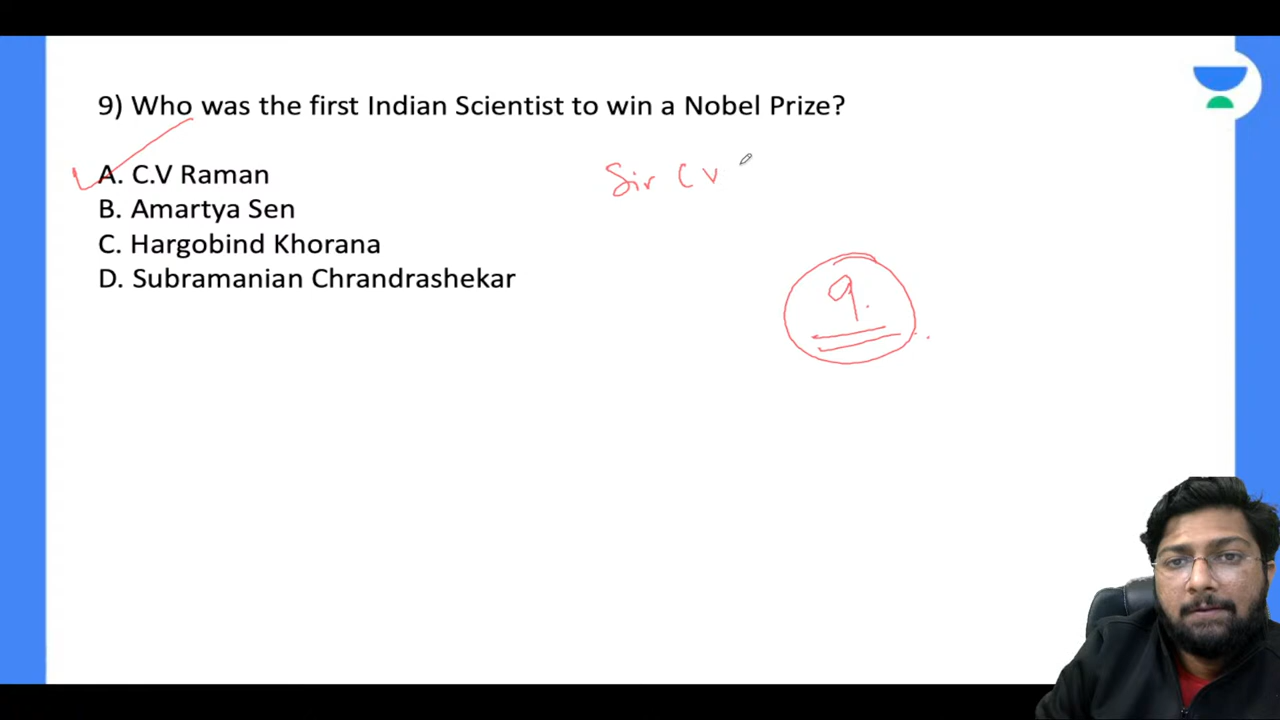 9) Who was the first Indian Scientist to win a Nobel Prize?
A. C.V Raman
Sir C V
B. Amartya Sen
C. Hargobind Khorana
D. Subramanian Chrandrashekar
9.